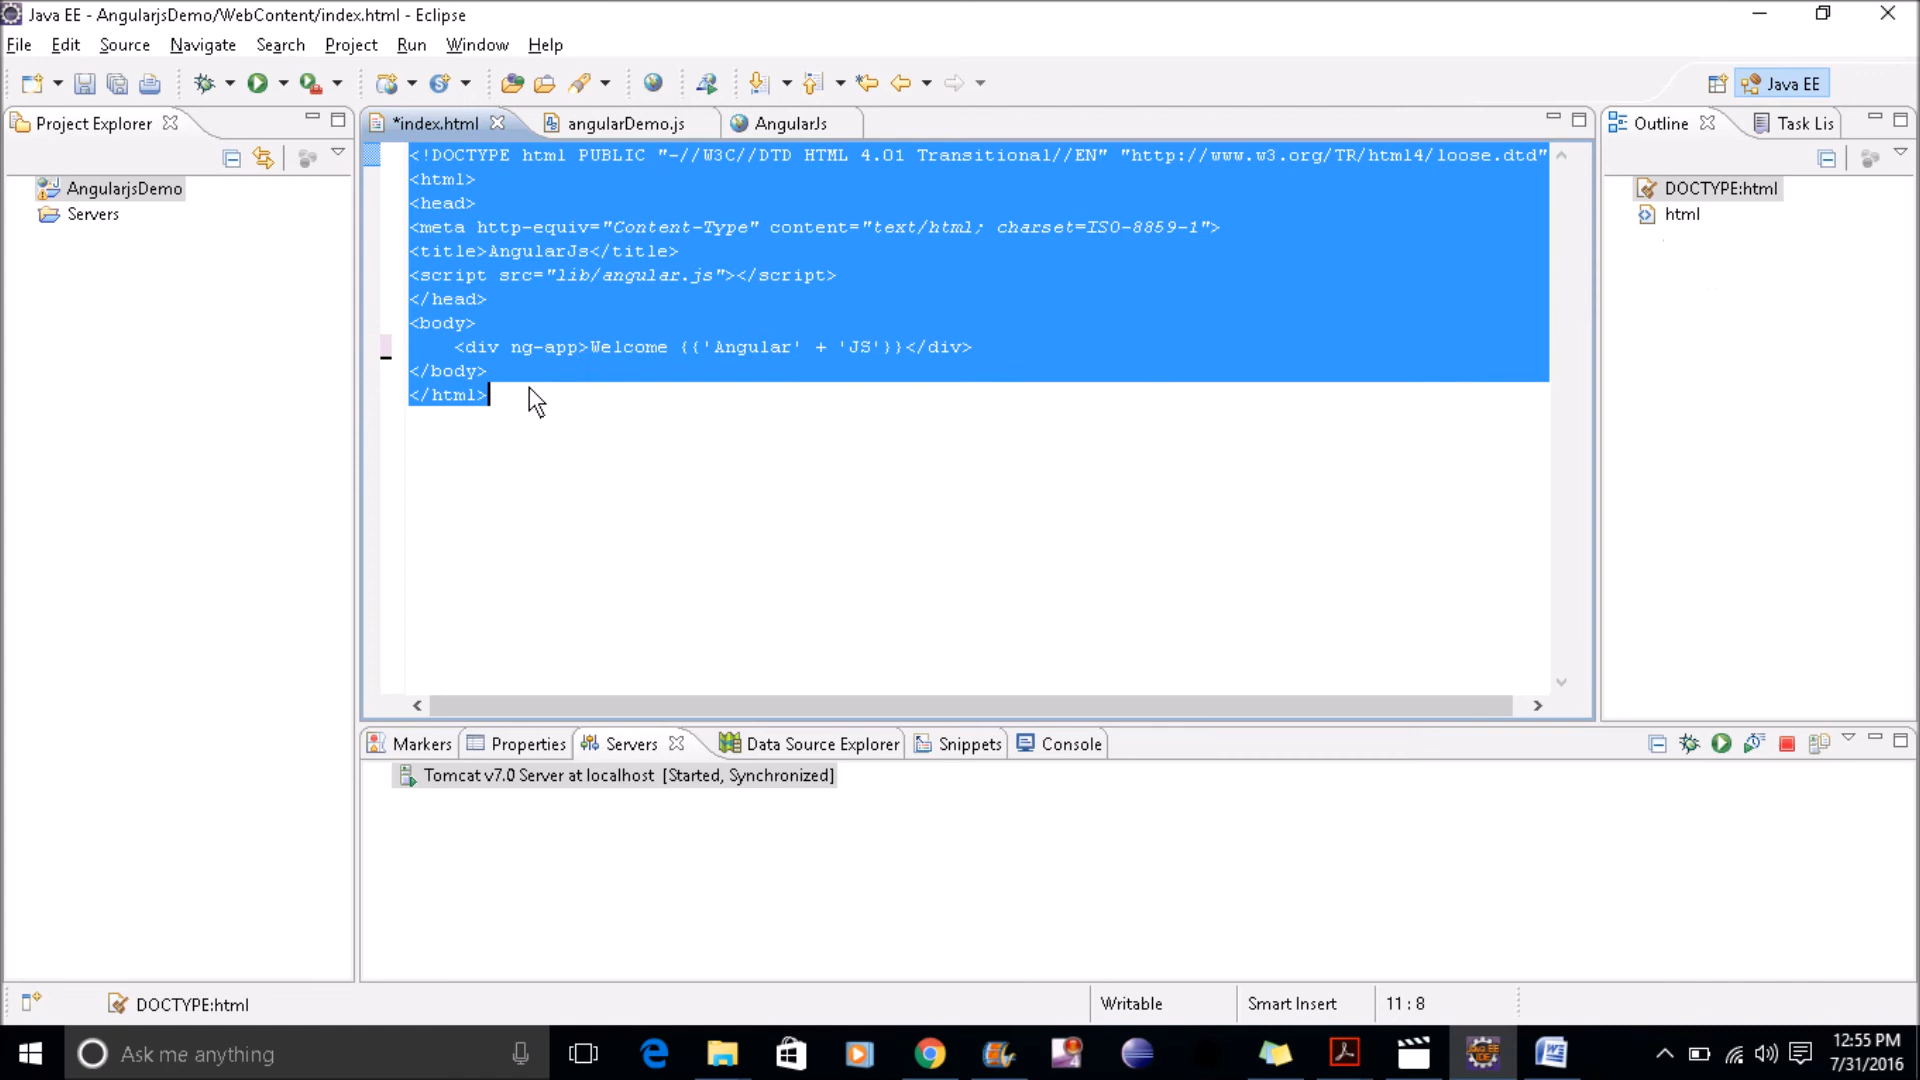 Java EE - AngularjsDemo/WebContent/index.html - Eclipse
File Edit Source Navigate Search Project Run Window Help
Java EE
Project Explorer
*index.html
angularDemo.js
AngularJs
Outline
Task Lis
AngularjsDemo
Servers
<!DOCTYPE html PUBLIC "-//W3C//DTD HTML 4.01 Transitional//EN" "http://www.w3.org/TR/html4/loose.dtd"
<html>
<head>
<meta http-equiv="Content-Type" content="text/html; charset=ISO-8859-1">
<title>AngularJs</title>
<script src="lib/angular.js"></script>
</head>
<body>
<div ng-app>Welcome {{'Angular' + 'JS'}}</div>
</body>
</html>
DOCTYPE:html
html
Markers
Properties
Servers
Data Source Explorer
Snippets
Console
Tomcat v7.0 Server at localhost [Started, Synchronized]
DOCTYPE:html
Writable
Smart Insert
11 : 8
Ask me anything
12:55 PM
7/31/2016